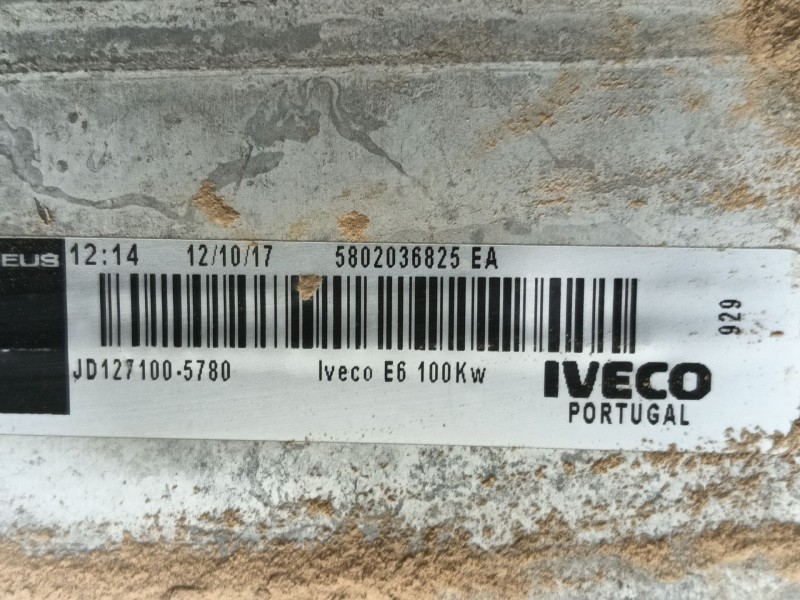 EUS 12:14 12/10/17 5802036825 EA
929
JD127100-5780 Iveco E6 100Kw IVECO
PORTUGAL